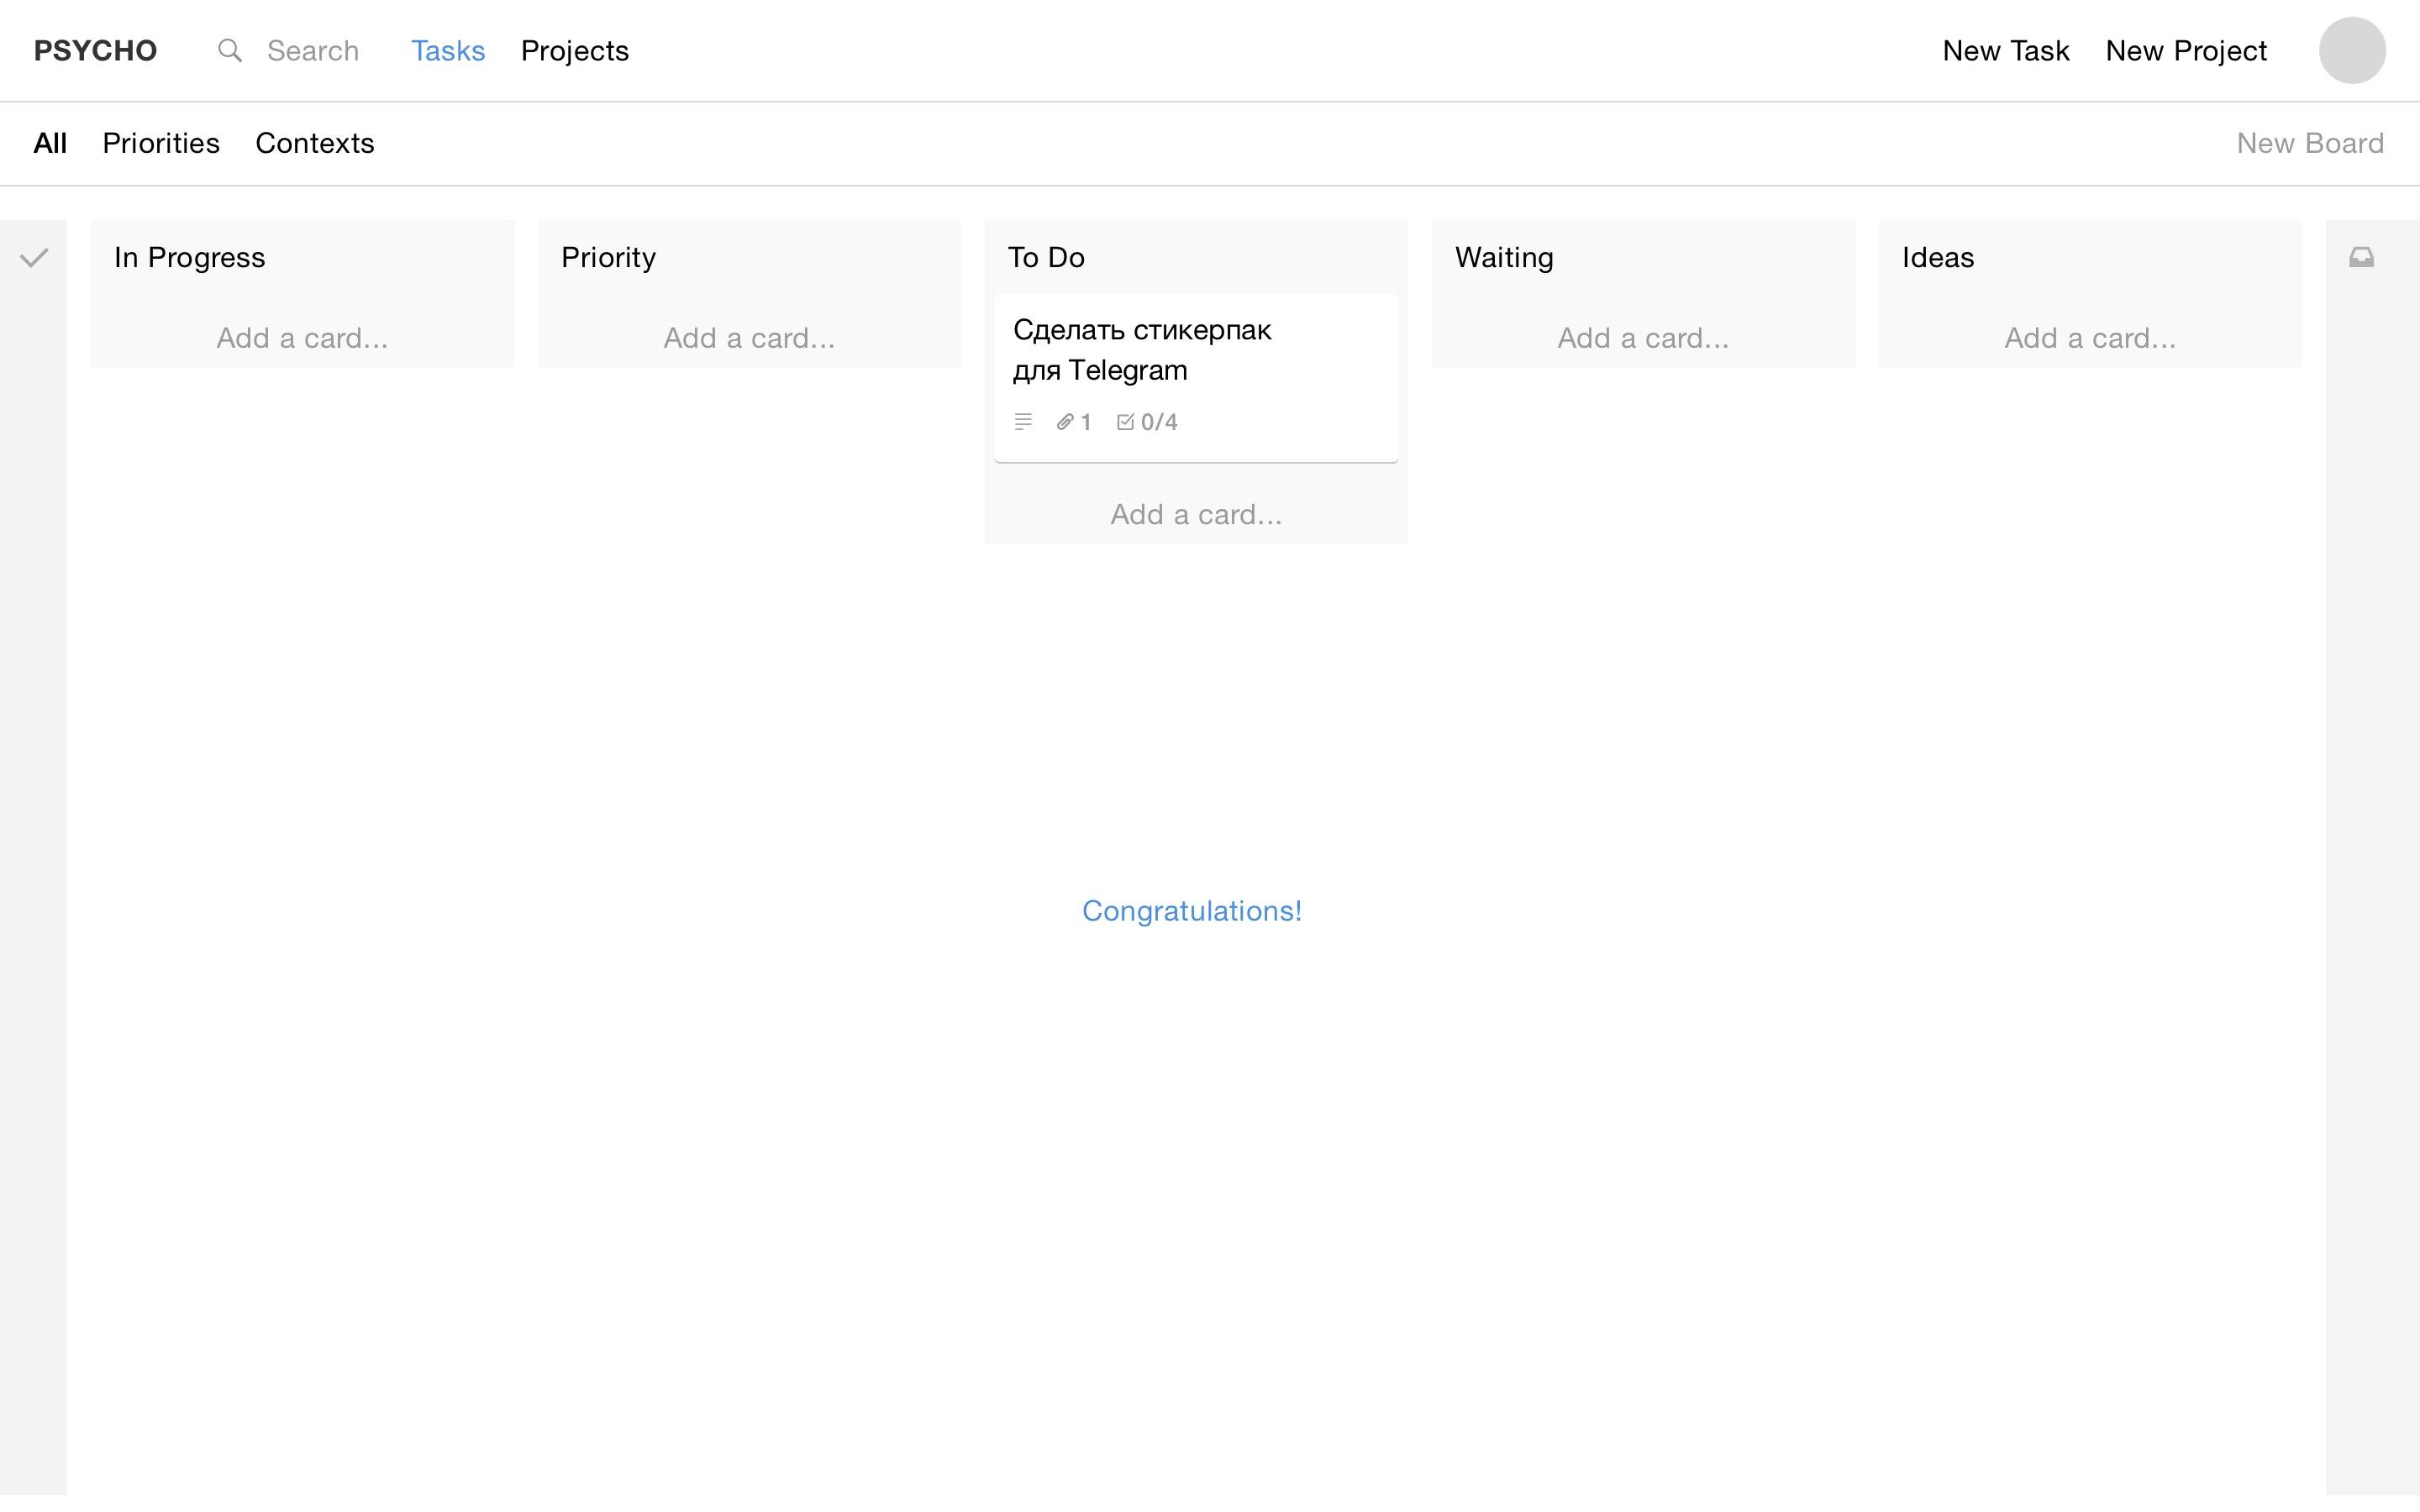 PSYCHO Search Tasks Projects New Task New Project
All Priorities Contexts New Board
In Progress
Add a card...
Priority
Add a card...
To Do
Сделать стикерпак
для Telegram
1 0/4
Add a card...
Waiting
Add a card...
Ideas
Add a card...
Congratulations!